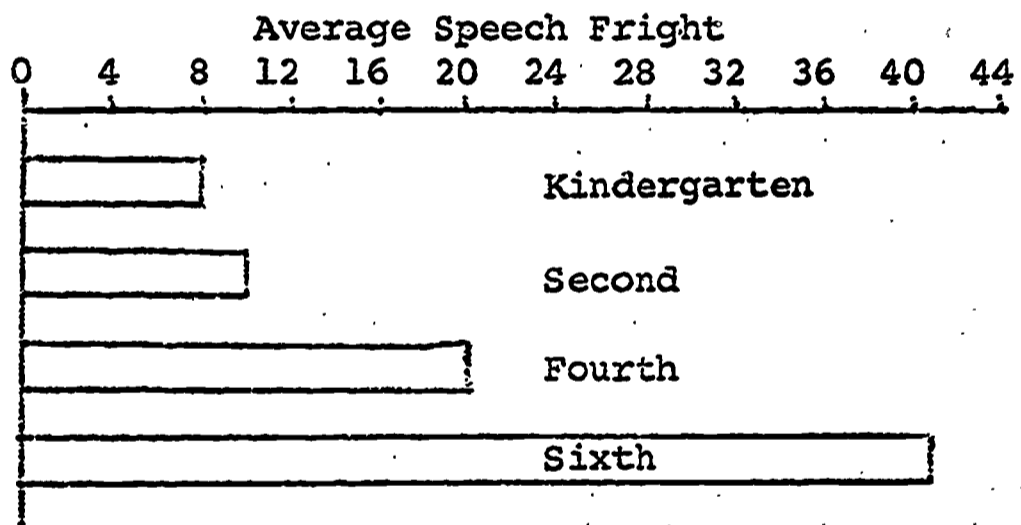 Average Speech Fright
0 4 8 12 16 20 24 28 32 36 40 44
Kindergarten
Second
Fourth
Sixth